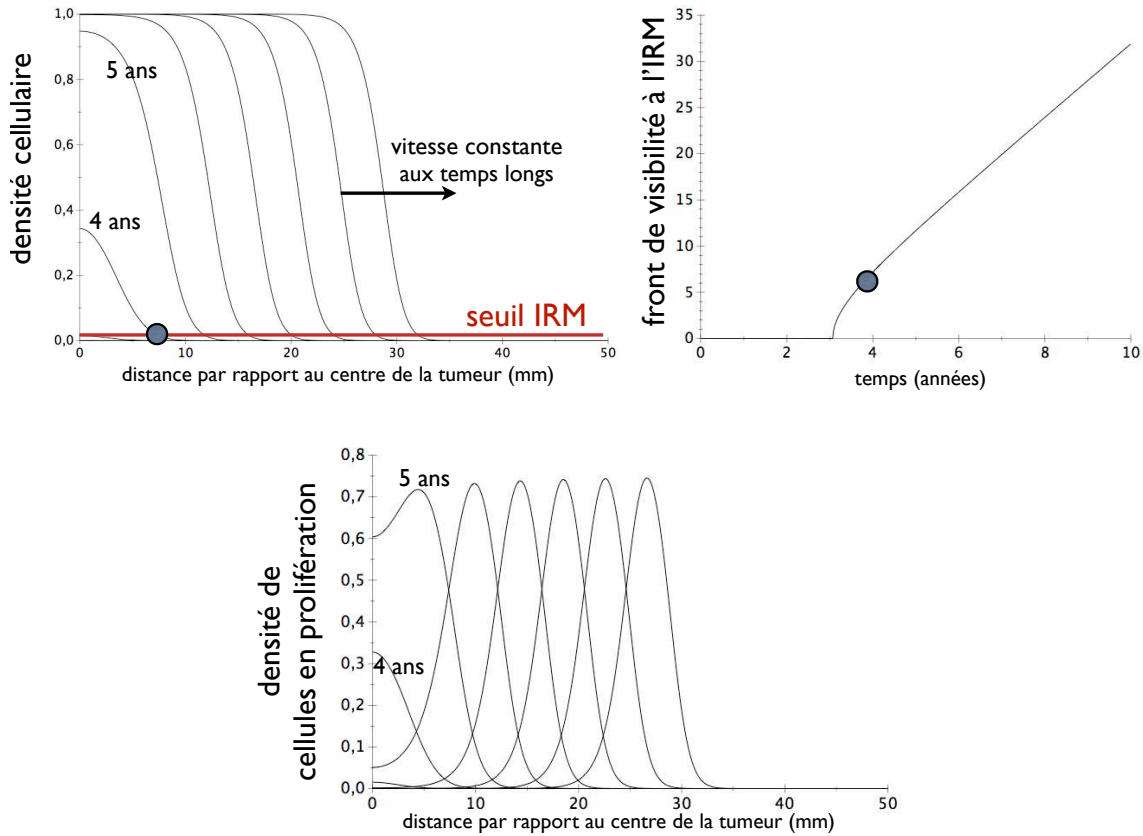 densité cellulaire
1,0
0,8
0,6
0,4
0,2
0,0
5 ans
4 ans
vitesse constante
aux temps longs
seuil IRM
0
10
20
30
40
50
distance par rapport au centre de la tumeur (mm)
front de visibilité à l'IRM
35
30
25
20
15
10
5
0
0
2
4
6
8
10
temps (années)
densité de
cellules en prolifération
0,8
0,7
0,6
0,5
0,4
0,3
0,2
0,1
0,0
5 ans
4 ans
0
10
20
30
40
50
distance par rapport au centre de la tumeur (mm)